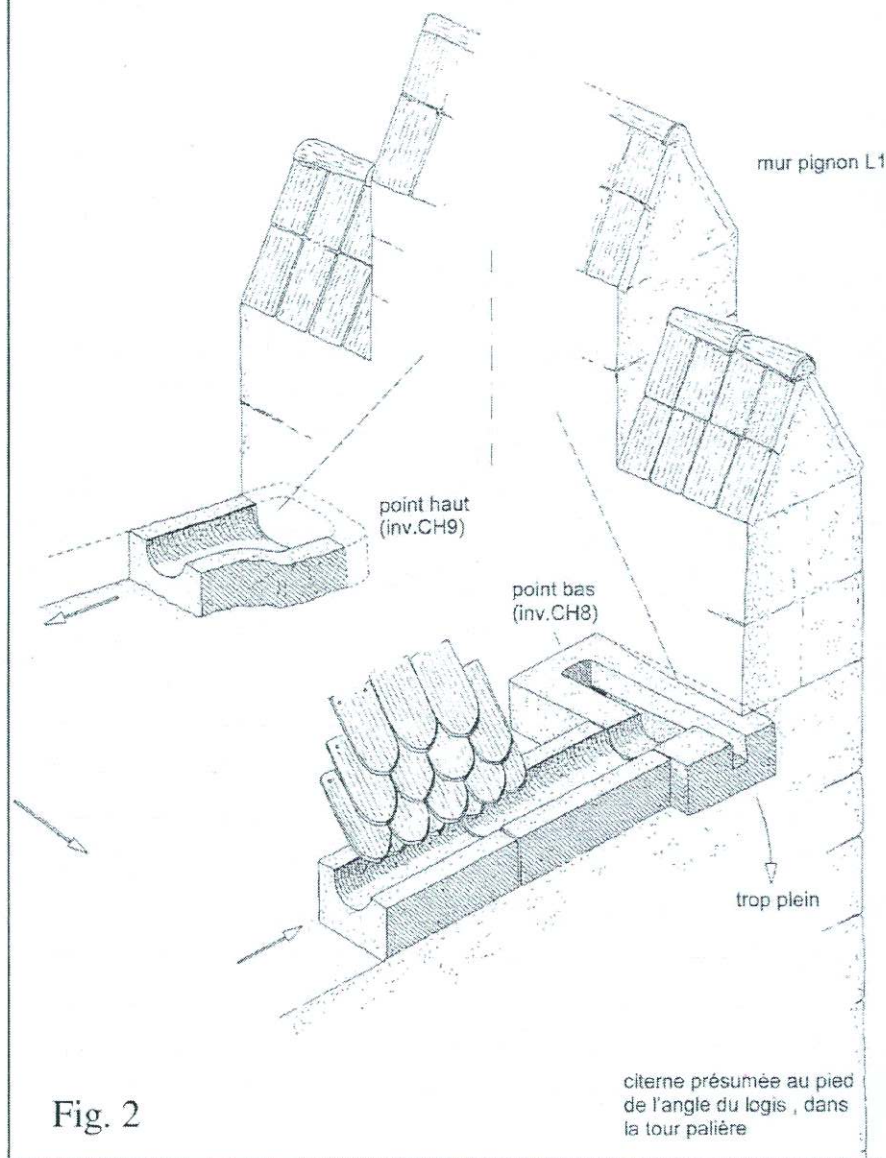 mur pignon L1
point haut
(inv.CH9)
point bas
(inv.CH8)
trop plein
citerne présumée au pied
de l'angle du logis , dans
la tour palière
Fig. 2